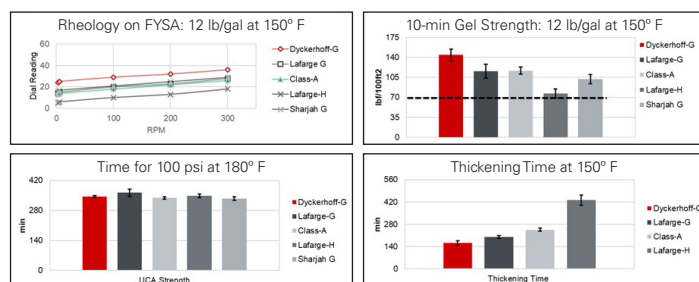 Rheology on FYSA: 12 lb/gal at 150º F
60
40
20
0
Dial Reading
0
100
200
300
RPM
Dyckerhoff-G
Lafarge G
Class-A
Lafarge-H
Sharjah G
10-min Gel Strength: 12 lb/gal at 150º F
175
140
105
70
35
0
lbf/100ft2
Dyckerhoff-G
Lafarge-G
Class-A
Lafarge-H
Sharjah G
Time for 100 psi at 180º F
420
280
140
0
min
UCA Strength
Dyckerhoff-G
Lafarge-G
Class-A
Lafarge-H
Sharjah G
Thickening Time at 150º F
560
420
280
140
0
min
Thickening Time
Dyckerhoff-G
Lafarge-G
Class-A
Lafarge-H